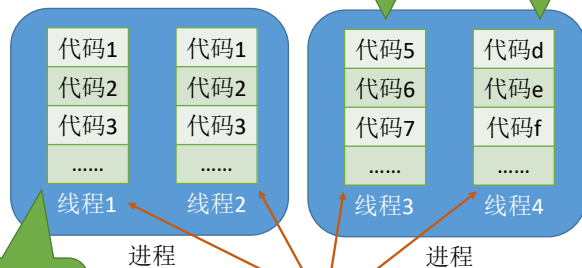 代码1
代码2
代码3
......
线程1
代码1
代码2
代码3
......
线程2
进程
代码5
代码6
代码7
......
线程3
代码d
代码e
代码f
......
线程4
进程